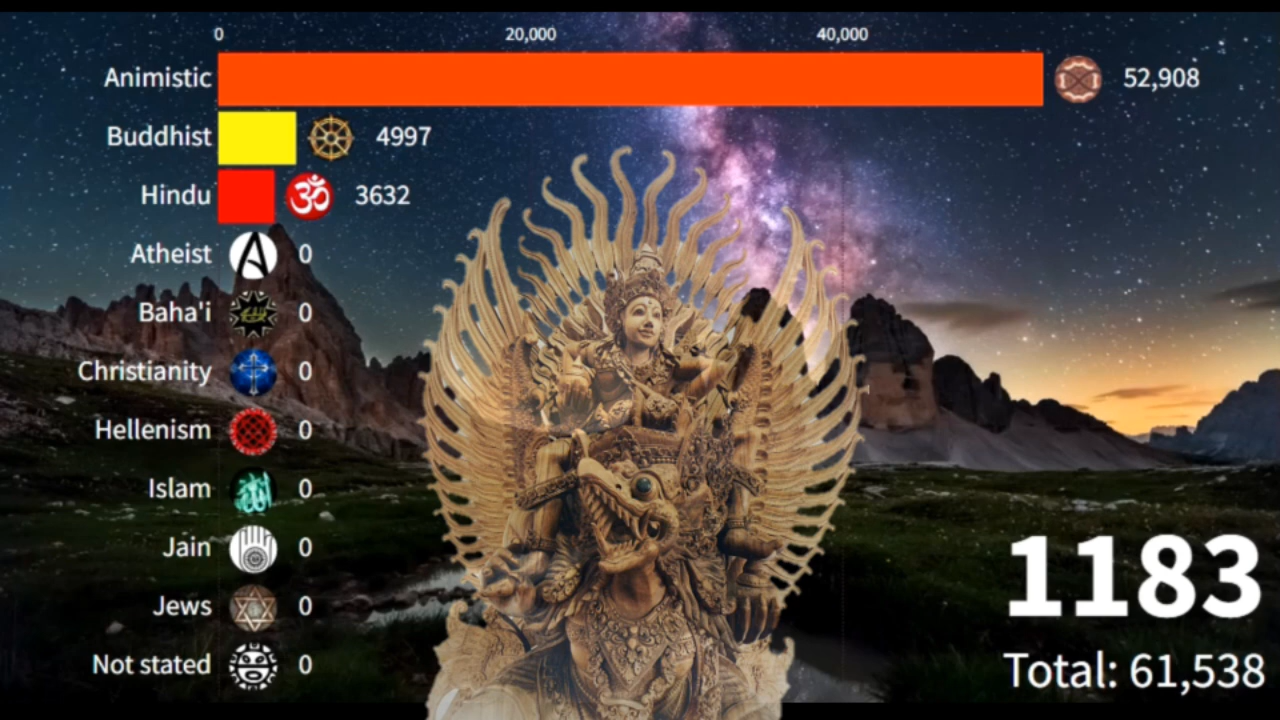 0 20,000 40,000
Animistic 52,908
Buddhist 4997
Hindu ॐ 3632
Atheist A 0
Baha'i 0
Christianity 0
Hellenism 0
Islam 0
Jain 0
Jews 0
Not stated 0
1183
Total: 61,538